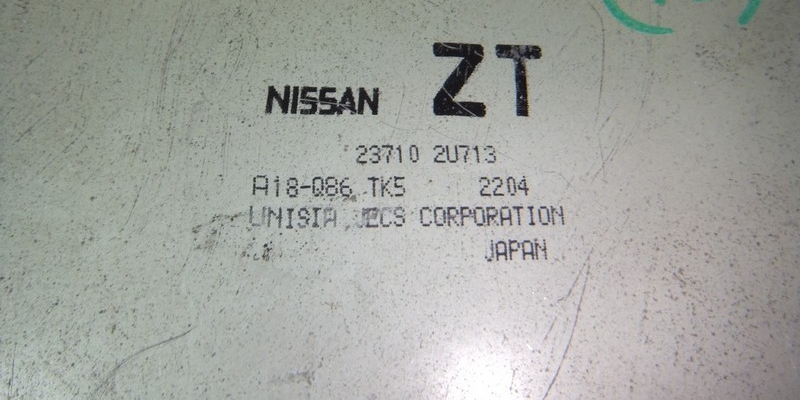 NISSAN ZT
23710 2U713
A18-Q86 TK5 2204
UNISIA JECS CORPORATION
JAPAN